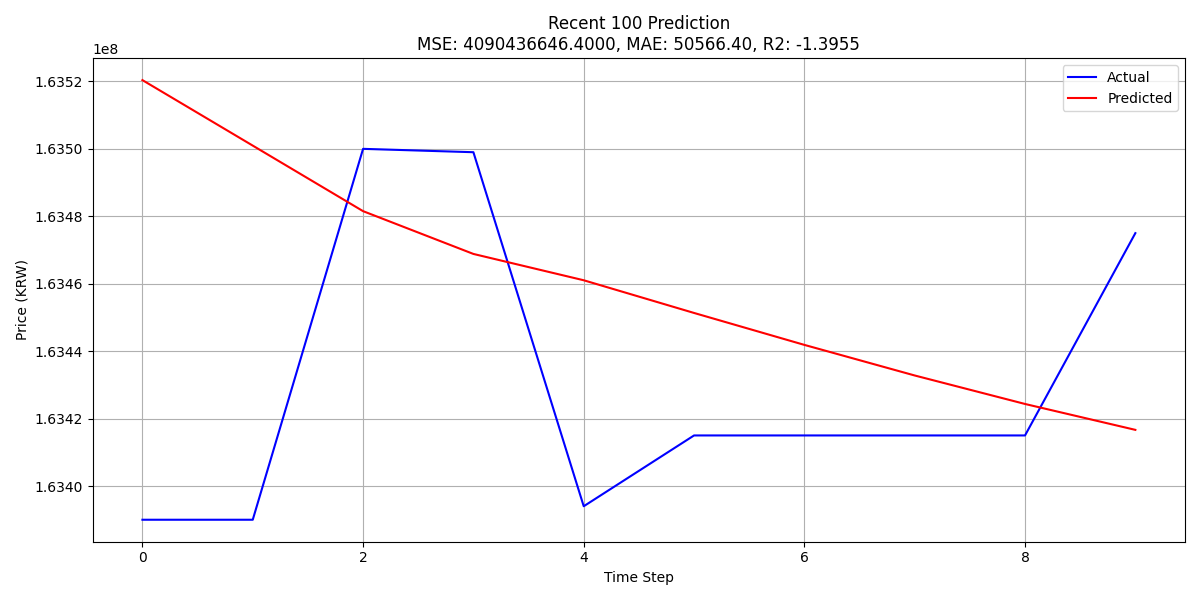 Recent 100 Prediction
MSE: 4090436646.4000, MAE: 50566.40, R2: -1.3955
1e8
1.6352
1.6350
1.6348
1.6346
1.6344
1.6342
1.6340
Price (KRW)
Actual
Predicted
0 2 4 6 8
Time Step